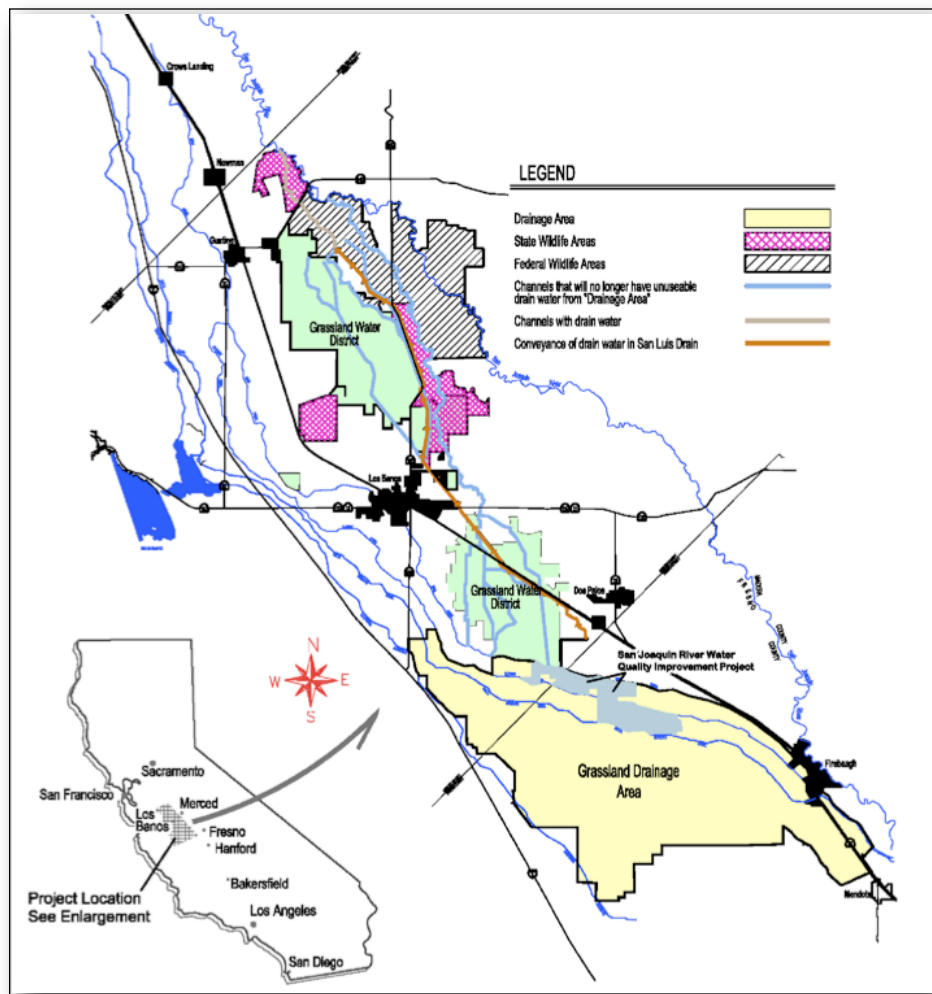 Crows Landing
Newman
Gustine
LEGEND
Drainage Area
State Wildlife Areas
Federal Wildlife Areas
Channels that will no longer have unuseable
drain water from "Drainage Area"
Channels with drain water
Conveyance of drain water in San Luis Drain
Grassland Water
District
Los Banos
Grassland Water
District
Dos Palos
San Joaquin River Water
Quality Improvement Project
Grassland Drainage
Area
Firebaugh
Mendota
N
W
E
S
Sacramento
San Francisco
Merced
Los
Banos
Fresno
Hanford
Project Location
See Enlargement
Bakersfield
Los Angeles
San Diego